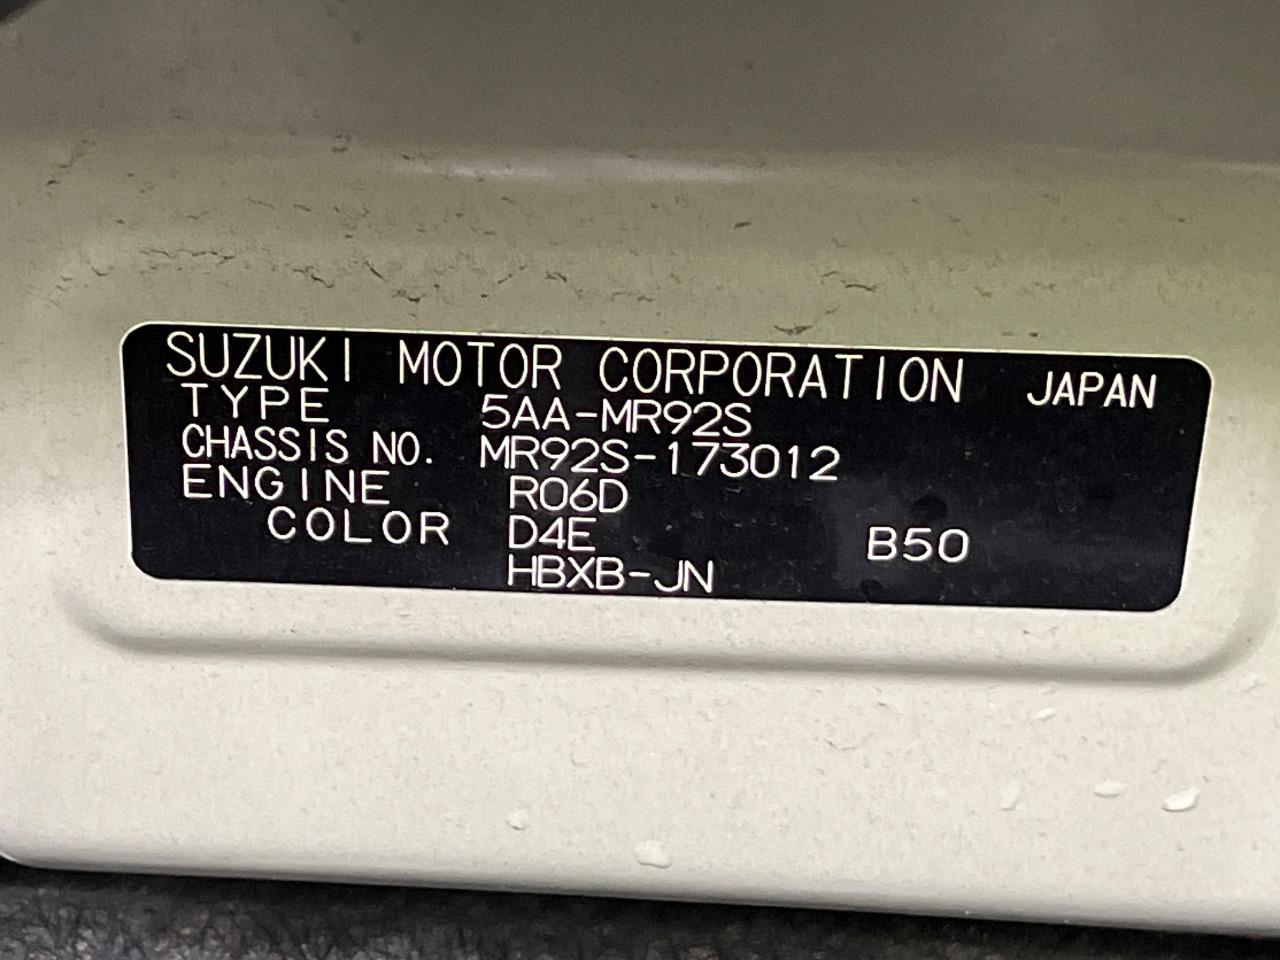 SUZUKI MOTOR CORPORATION JAPAN
TYPE 5AA-MR92S
CHASSIS NO. MR92S-173012
ENGINE R06D
COLOR D4E B50
HBXB-JN